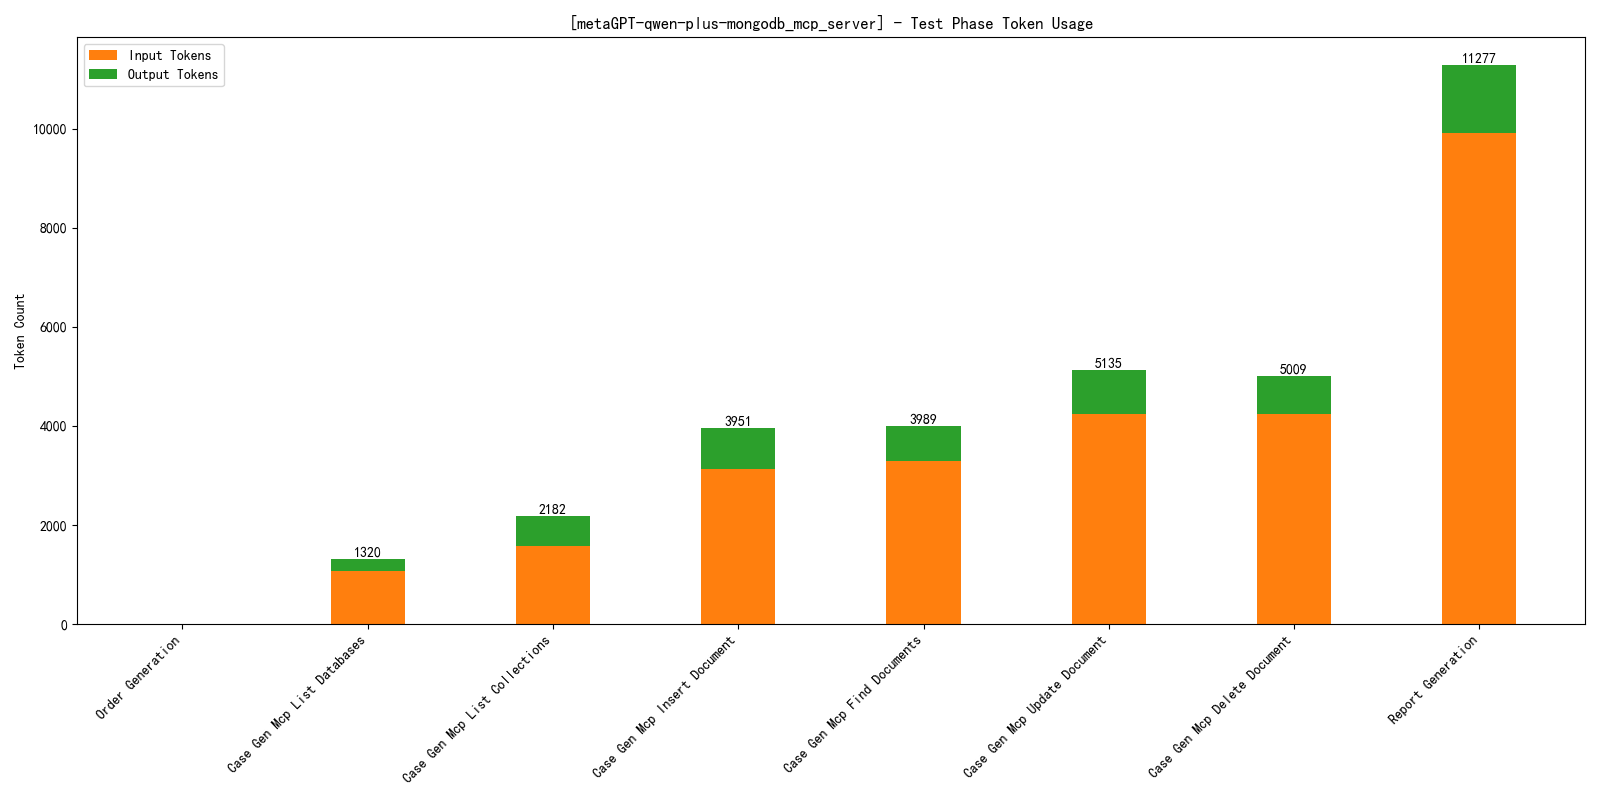 [metaGPT-qwen-plus-mongodb_mcp_server] - Test Phase Token Usage
Input Tokens
Output Tokens
Token Count
10000
8000
6000
4000
2000
0
1320
2182
3951
3989
5135
5009
11277
Order Generation
Case Gen Mcp List Databases
Case Gen Mcp List Collections
Case Gen Mcp Insert Document
Case Gen Mcp Find Documents
Case Gen Mcp Update Document
Case Gen Mcp Delete Document
Report Generation